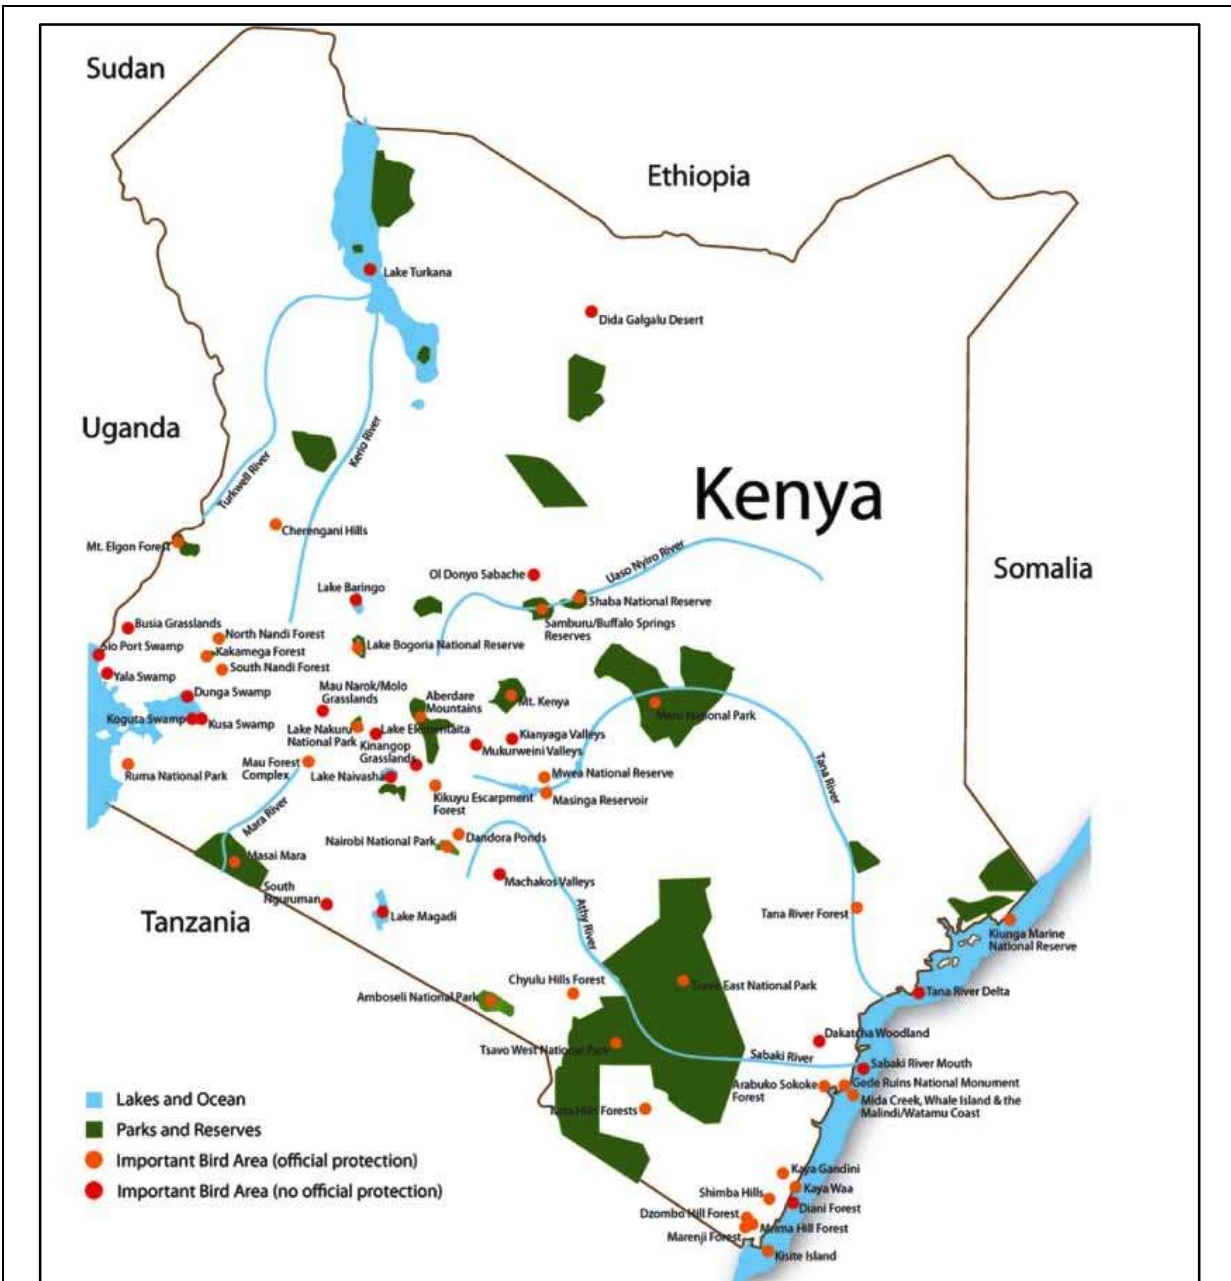 Sudan
Ethiopia
Lake Turkana
Dida Galgalu Desert
Uganda
Kerio River
Turkwell River
Kenya
Cherengani Hills
Mt. Elgon Forest
Uaso Nyiro River
Somalia
Ol Donyo Sabache
Lake Baringo
Shaba National Reserve
Samburu/Buffalo Springs
Reserves
Busia Grasslands
North Nandi Forest
Sio Port Swamp
Kakamega Forest
Lake Bogoria National Reserve
South Nandi Forest
Yala Swamp
Dunga Swamp
Mau Narok/Molo
Grasslands
Aberdare
Mountains
Mt. Kenya
Meru National Park
Koguta Swamp
Kusa Swamp
Lake Nakuru
National Park
Lake Elementaita
Kianyaga Valleys
Kinangop
Grasslands
Mukurweini Valleys
Tana River
Ruma National Park
Mau Forest
Complex
Lake Naivasha
Mwea National Reserve
Kikuyu Escarpment
Forest
Masinga Reservoir
Mara River
Nairobi National Park
Dandora Ponds
Masai Mara
Machakos Valleys
South
Nguruman
Lake Magadi
Athy River
Tana River Forest
Tanzania
Kiunga Marine
National Reserve
Chyulu Hills Forest
Tsavo East National Park
Amboseli National Park
Tana River Delta
Dakatcha Woodland
Tsavo West National Park
Sabaki River
Sabaki River Mouth
Arabuko Sokoke
Forest
Gede Ruins National Monument
Mida Creek, Whale Island & the
Malindi/Watamu Coast
Taita Hills Forests
Lakes and Ocean
Parks and Reserves
Important Bird Area (official protection)
Important Bird Area (no official protection)
Kaya Gandini
Kaya Waa
Shimba Hills
Diani Forest
Dzombo Hill Forest
Mrima Hill Forest
Marenji Forest
Kisite Island